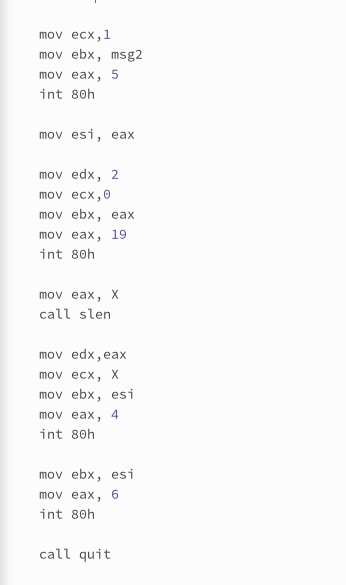 mov ecx,1
mov ebx, msg2
mov eax, 5
int 80h
mov esi, eax
mov edx, 2
mov ecx,0
mov ebx, eax
mov eax, 19
int 80h
mov eax, X
call slen
mov edx,eax
mov ecx, X
mov ebx, esi
mov eax, 4
int 80h
mov ebx, esi
mov eax, 6
int 80h
call quit